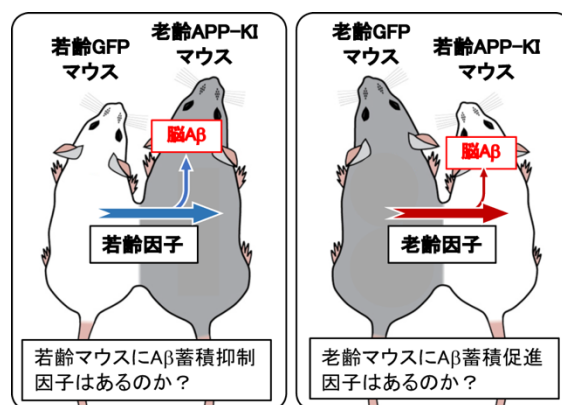 若齢GFP
マウス
老齢APP-KI
マウス
脳Aβ
若齢因子
若齢マウスにAβ蓄積抑制
因子はあるのか？
老齢GFP
マウス
若齢APP-KI
マウス
脳Aβ
老齢因子
老齢マウスにAβ蓄積促進
因子はあるのか？